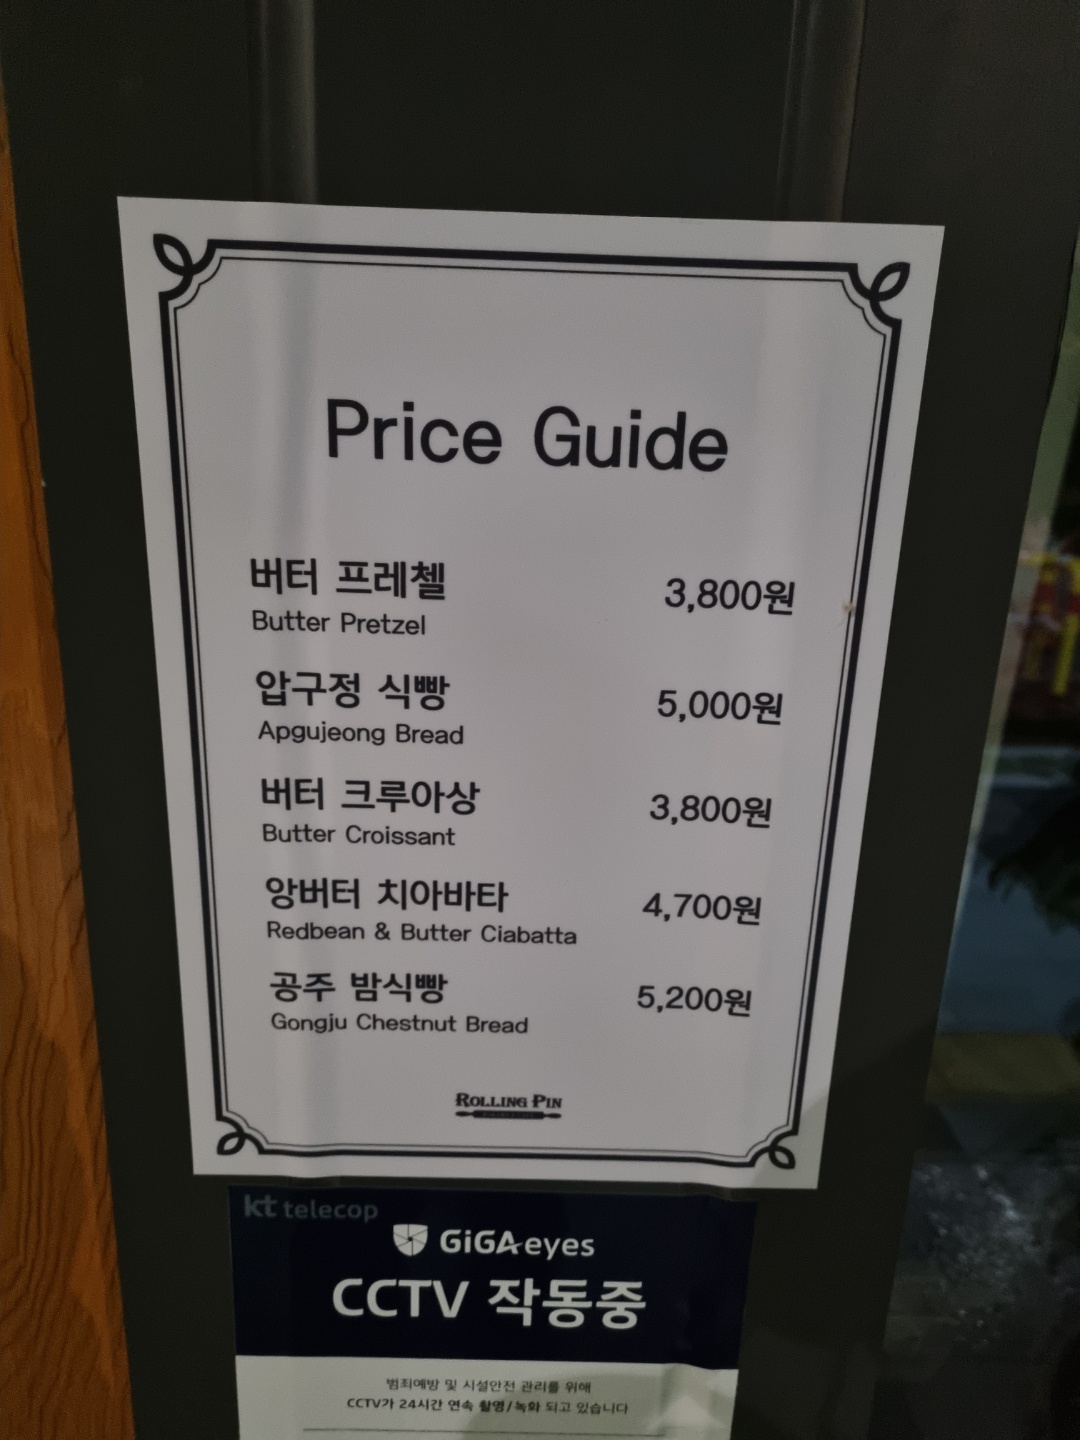 Price Guide
버터 프레첼 3,800원
Butter Pretzel
압구정 식빵 5,000원
Apgujeong Bread
버터 크루아상 3,800원
Butter Croissant
앙버터 치아바타 4,700원
Redbean & Butter Ciabatta
공주 밤식빵 5,200원
Gongju Chestnut Bread
ROLLING PIN
kt telecop
GiGAeyes
CCTV 작동중
범죄예방 및 시설안전 관리를 위해
CCTV가 24시간 연속 촬영/녹화 되고 있습니다